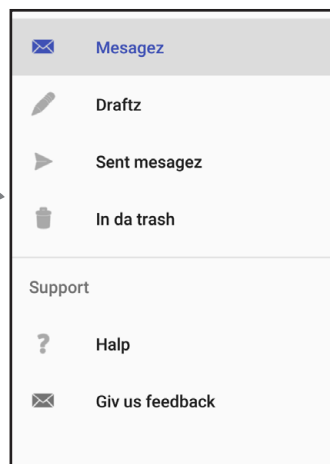 Mesagez
Draftz
Sent mesagez
In da trash
Support
Halp
Giv us feedback